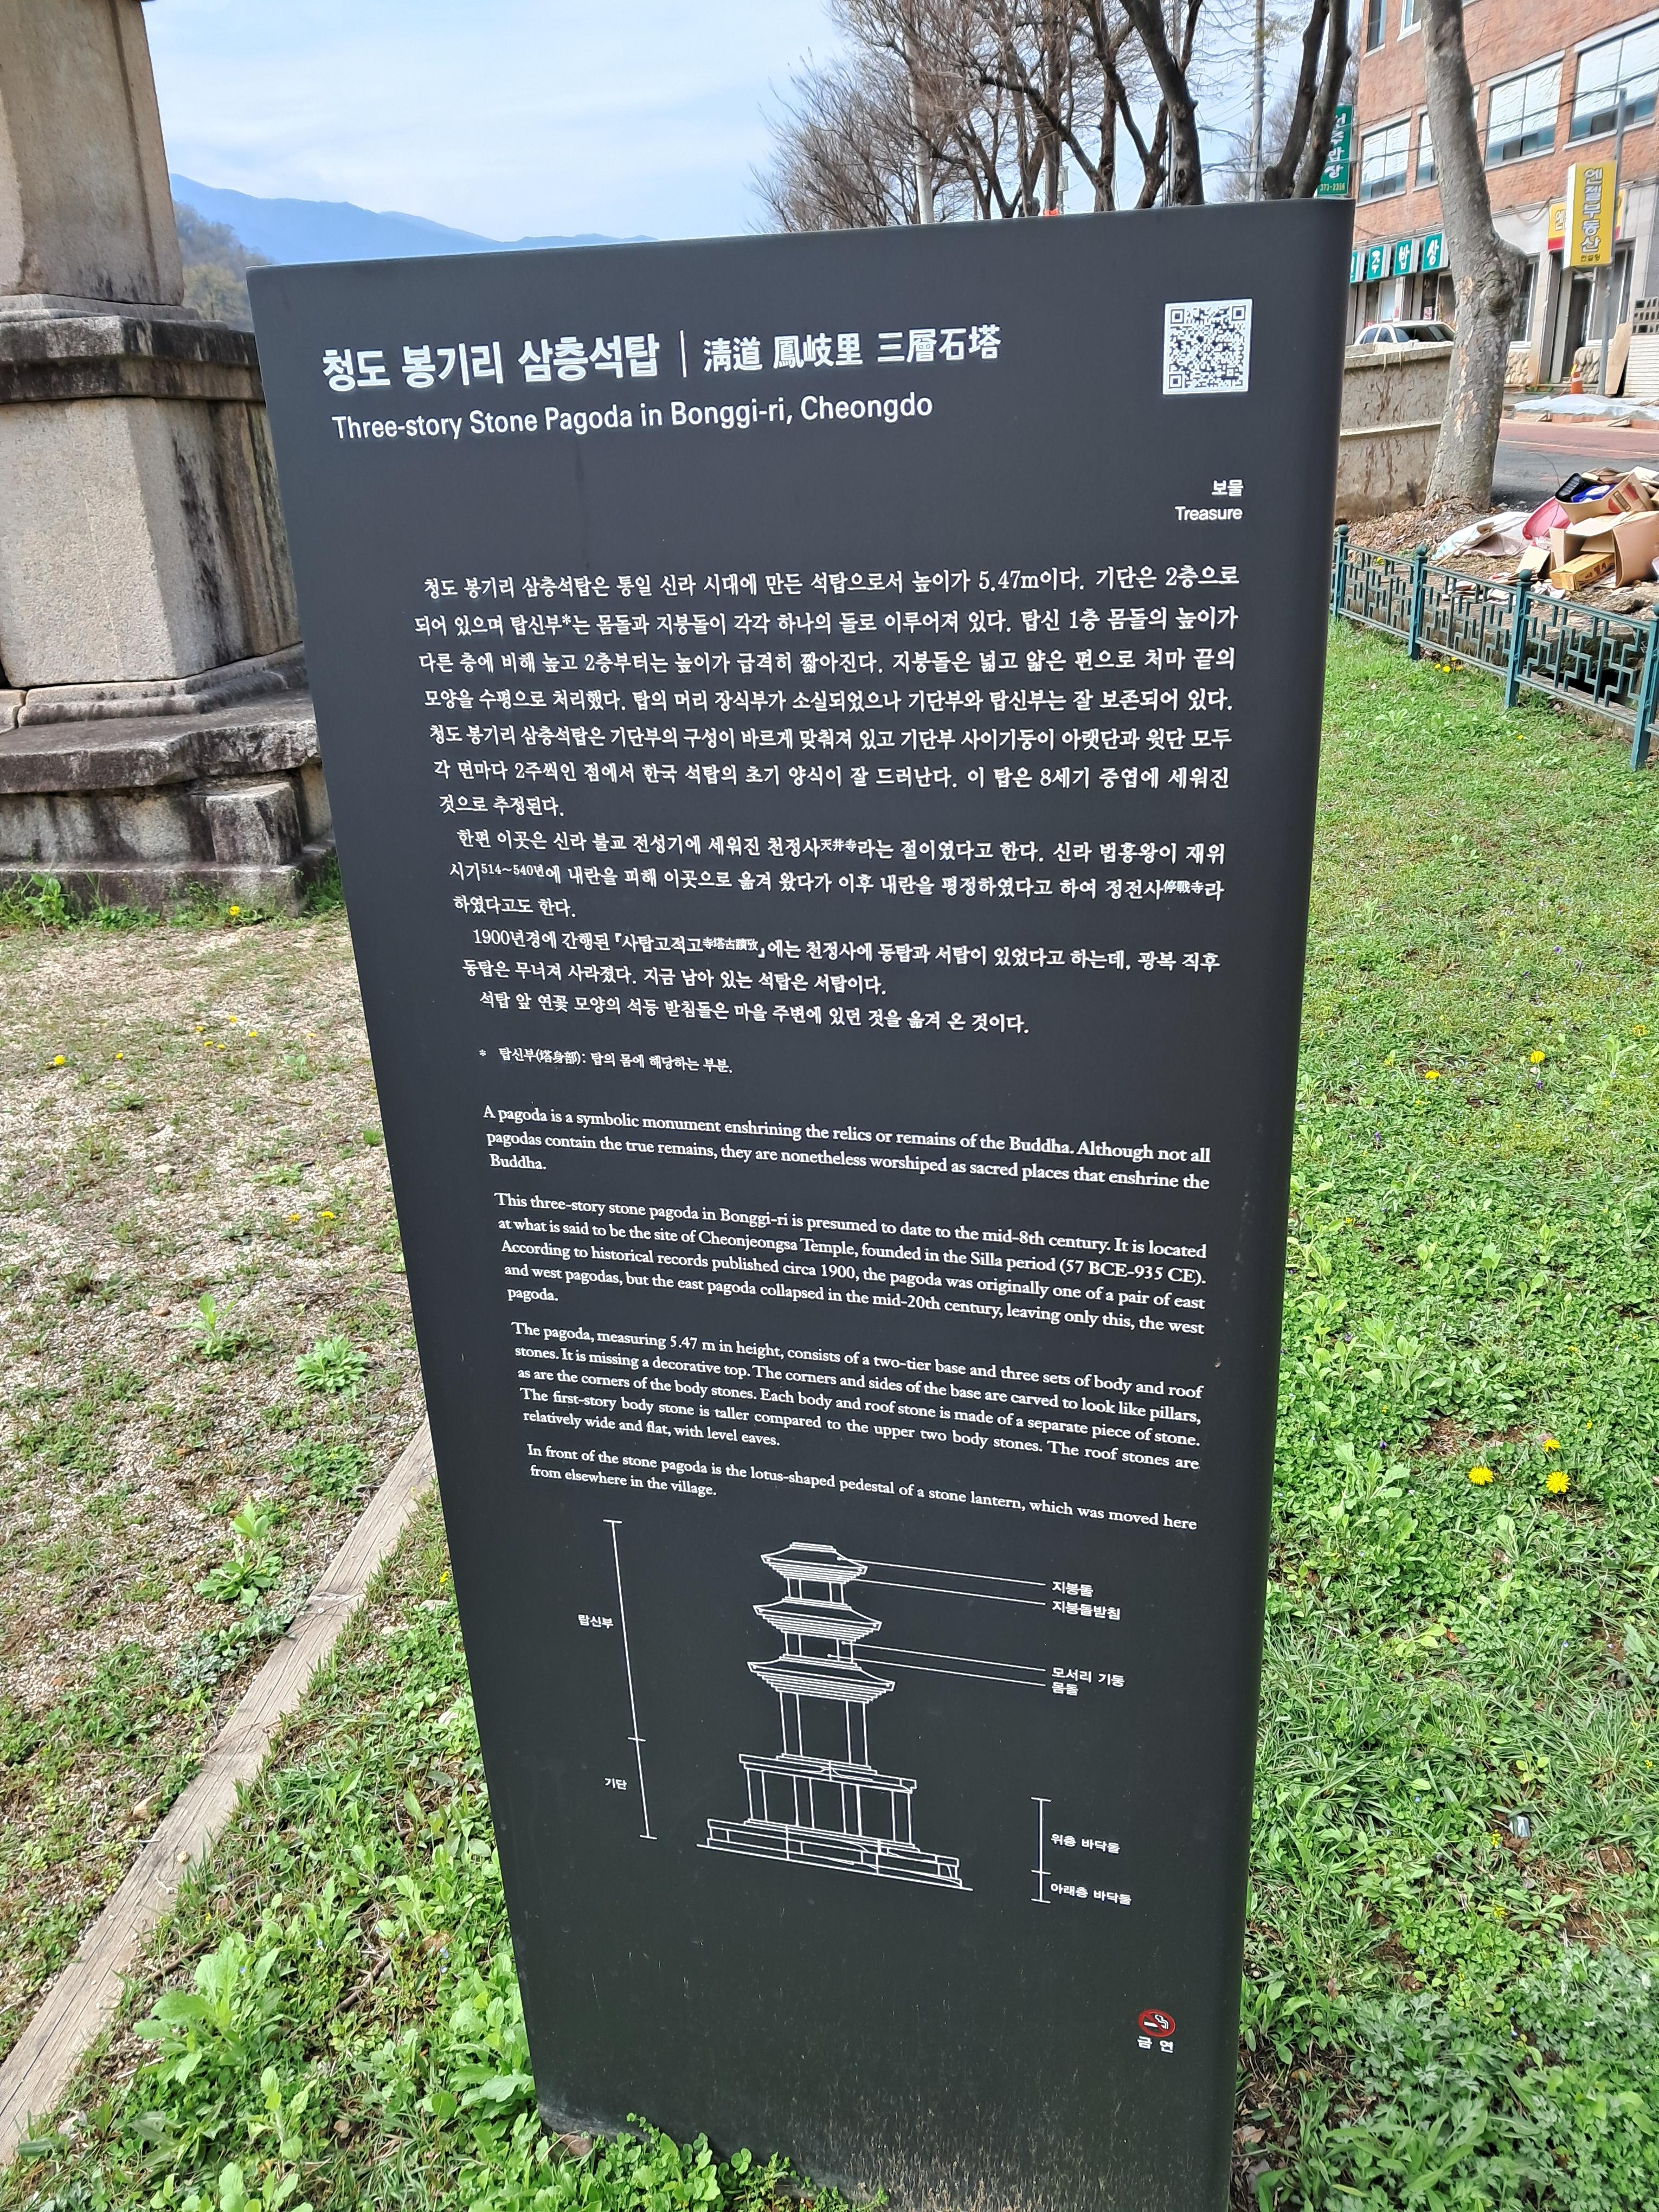 청도 봉기리 삼층석탑 | 淸道 鳳岐里 三層石塔
Three-story Stone Pagoda in Bonggi-ri, Cheongdo
보물
Treasure
청도 봉기리 삼층석탑은 통일 신라 시대에 만든 석탑으로서 높이가 5.47m이다. 기단은 2층으로
되어 있으며 탑신부*는 몸돌과 지붕돌이 각각 하나의 돌로 이루어져 있다. 탑신 1층 몸돌의 높이가
다른 층에 비해 높고 2층부터는 높이가 급격히 짧아진다. 지붕돌은 넓고 얇은 편으로 처마 끝의
모양을 수평으로 처리했다. 탑의 머리 장식부가 소실되었으나 기단부와 탑신부는 잘 보존되어 있다.
청도 봉기리 삼층석탑은 기단부의 구성이 바르게 맞춰져 있고 기단부 사이기둥이 아랫단과 윗단 모두
각 면마다 2주씩인 점에서 한국 석탑의 초기 양식이 잘 드러난다. 이 탑은 8세기 중엽에 세워진
것으로 추정된다.
한편 이곳은 신라 불교 전성기에 세워진 천정사天井寺라는 절이였다고 한다. 신라 법흥왕이 재위
시기514~540년에 내란을 피해 이곳으로 옮겨 왔다가 이후 내란을 평정하였다고 하여 정전사停戰寺라
하였다고도 한다.
1900년경에 간행된 『사탑고적고寺塔古蹟攷』에는 천정사에 동탑과 서탑이 있었다고 하는데, 광복 직후
동탑은 무너져 사라졌다. 지금 남아 있는 석탑은 서탑이다.
석탑 앞 연꽃 모양의 석등 받침돌은 마을 주변에 있던 것을 옮겨 온 것이다.
* 탑신부(塔身部): 탑의 몸에 해당하는 부분.
A pagoda is a symbolic monument enshrining the relics or remains of the Buddha. Although not all
pagodas contain the true remains, they are nonetheless worshiped as sacred places that enshrine the
Buddha.
This three-story stone pagoda in Bonggi-ri is presumed to date to the mid-8th century. It is located
at what is said to be the site of Cheonjeongsa Temple, founded in the Silla period (57 BCE-935 CE).
According to historical records published circa 1900, the pagoda was originally one of a pair of east
and west pagodas, but the east pagoda collapsed in the mid-20th century, leaving only this, the west
pagoda.
The pagoda, measuring 5.47 m in height, consists of a two-tier base and three sets of body and roof
stones. It is missing a decorative top. The corners and sides of the base are carved to look like pillars,
as are the corners of the body stones. Each body and roof stone is made of a separate piece of stone.
The first-story body stone is taller compared to the upper two body stones. The roof stones are
relatively wide and flat, with level eaves.
In front of the stone pagoda is the lotus-shaped pedestal of a stone lantern, which was moved here
from elsewhere in the village.
지붕돌
지붕돌받침
탑신부
모서리 기둥
몸돌
기단
위층 바닥돌
아래층 바닥돌
금연
엔젤부동산
컨설팅
주밥상
373-3356